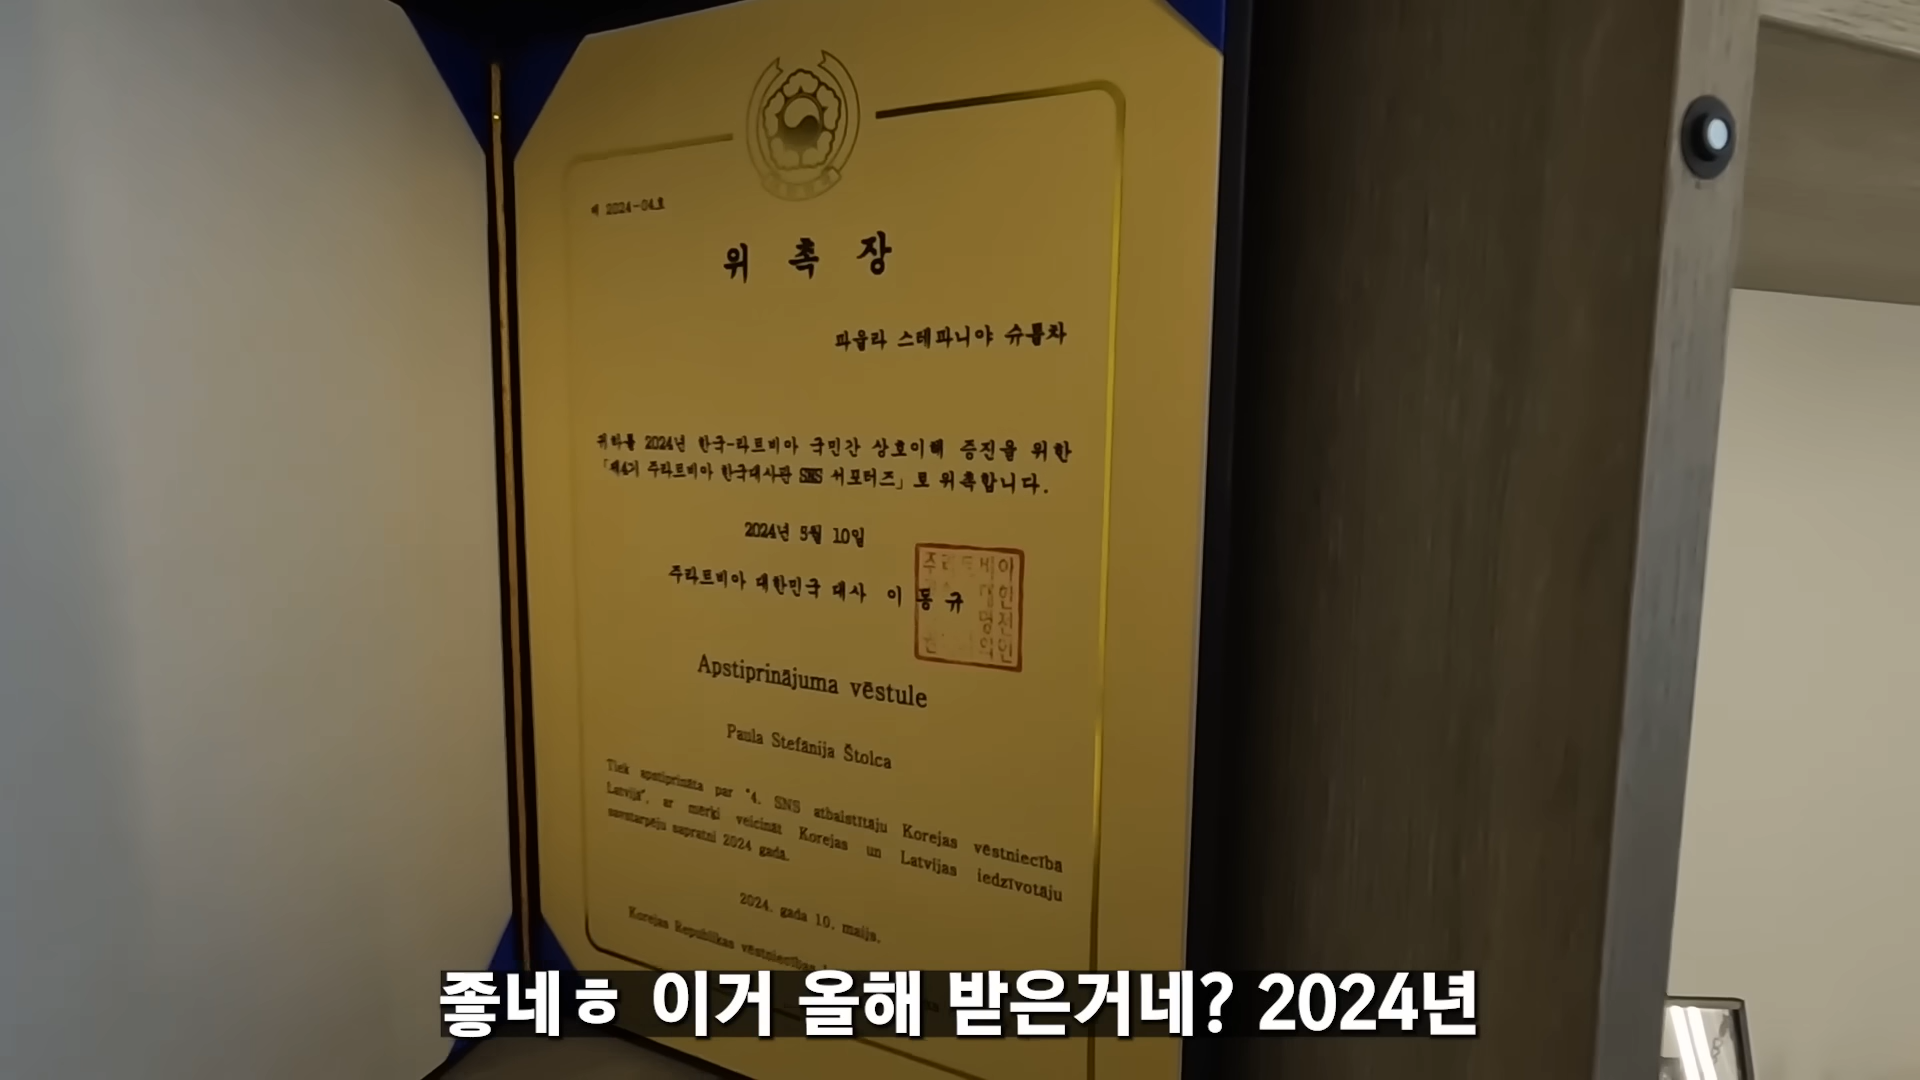 제 2024-04호
위 촉 장
파울라 스테파니야 슈톨차
귀하를 2024년 한국-라트비아 국민간 상호이해 증진을 위한
「제4기 주라트비아 한국대사관 SNS 서포터즈」로 위촉합니다.
2024년 5월 10일
주라트비아 대한민국 대사 이 동 규
Apstiprinājuma vēstule
Paula Stefānija Štolca
Tiek apstiprināta par "4. SNS atbalstītāju Korejas vēstniecība
Latvijā", ar mērķi veicināt Korejas un Latvijas iedzīvotāju
savstarpēju sapratni 2024 gadā.
2024. gada 10. maijs,
Korejas Republikas vēstniecības
좋네ㅎ 이거 올해 받은거네? 2024년